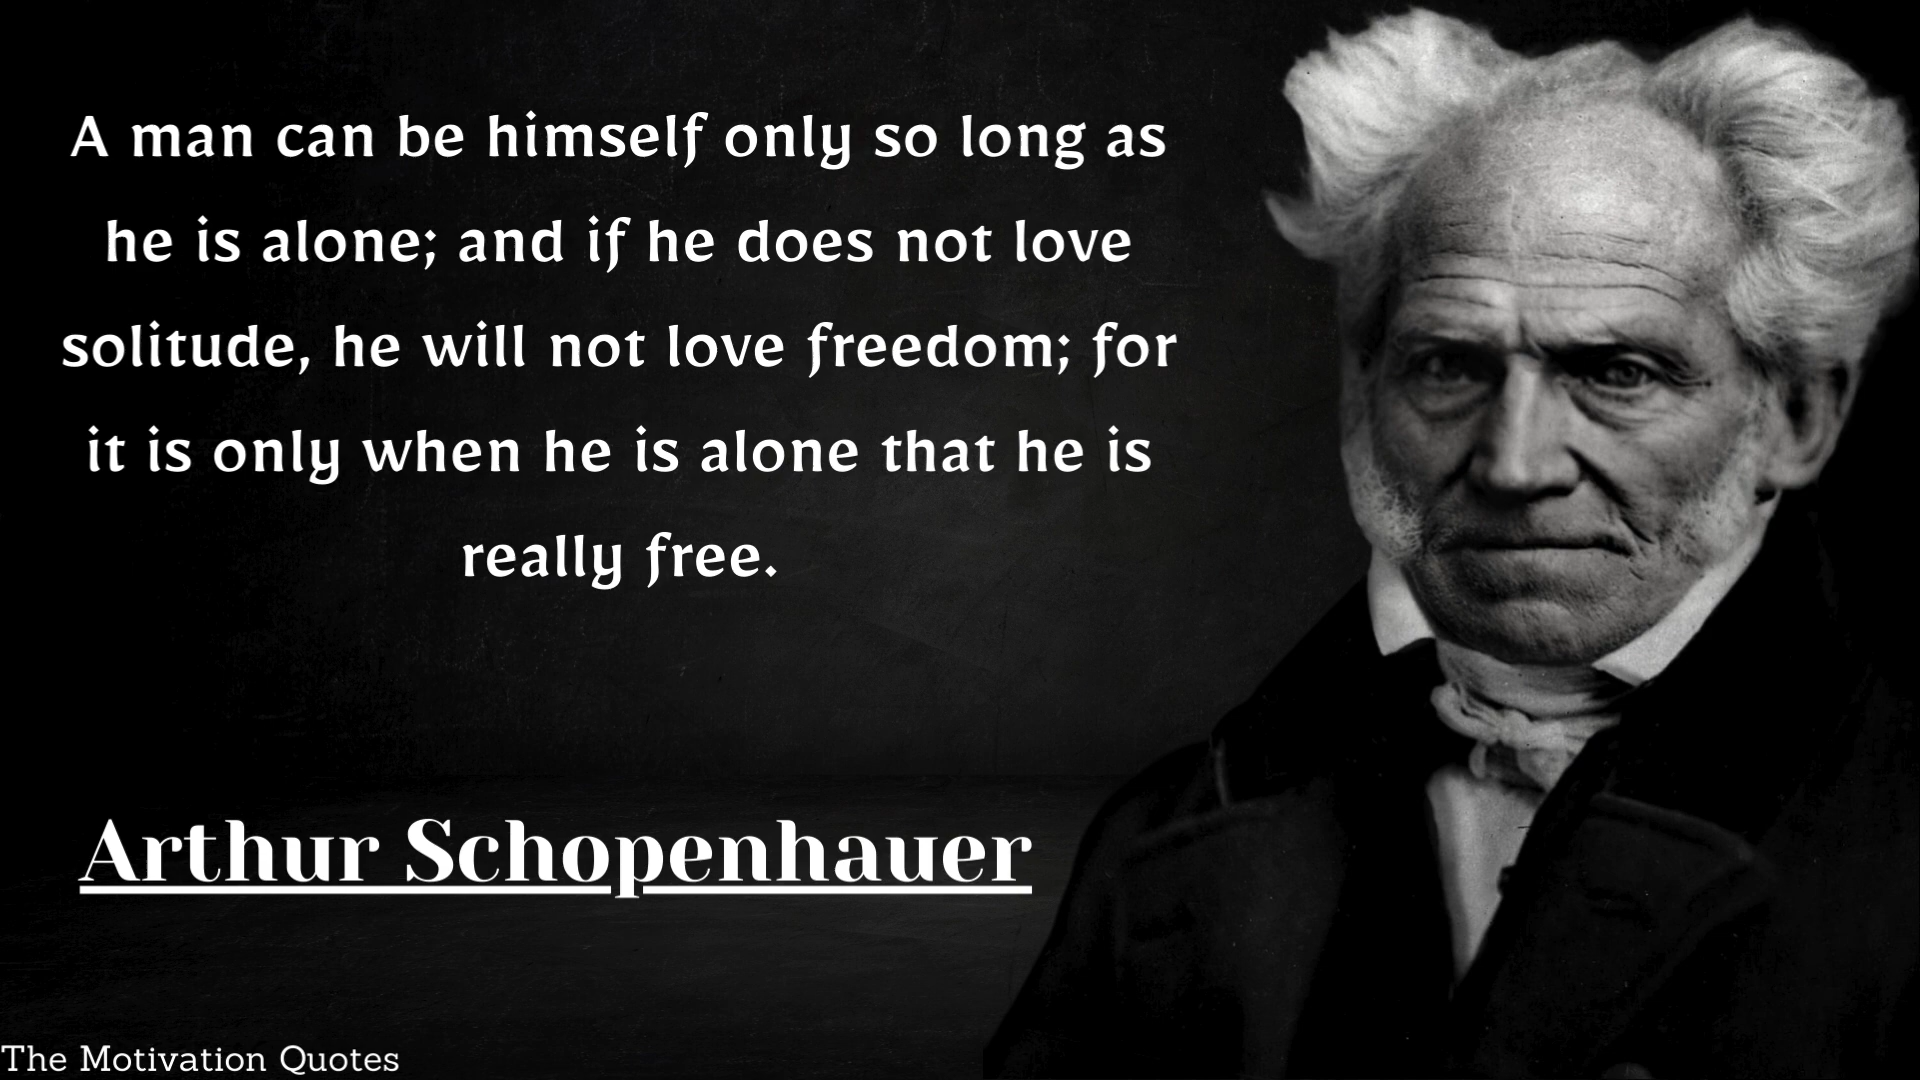 A man can be himself only so long as
he is alone; and if he does not love
solitude, he will not love freedom; for
it is only when he is alone that he is
really free.
Arthur Schopenhauer
The Motivation Quotes